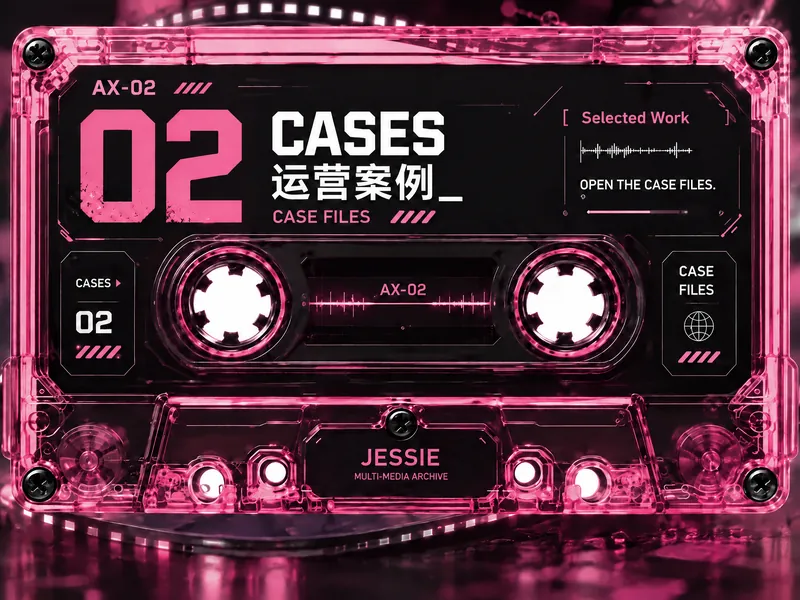 AX-02
02
CASES
运营案例_
CASE FILES
[ Selected Work ]
OPEN THE CASE FILES.
CASES
02
AX-02
CASE
FILES
JESSIE
MULTI-MEDIA ARCHIVE